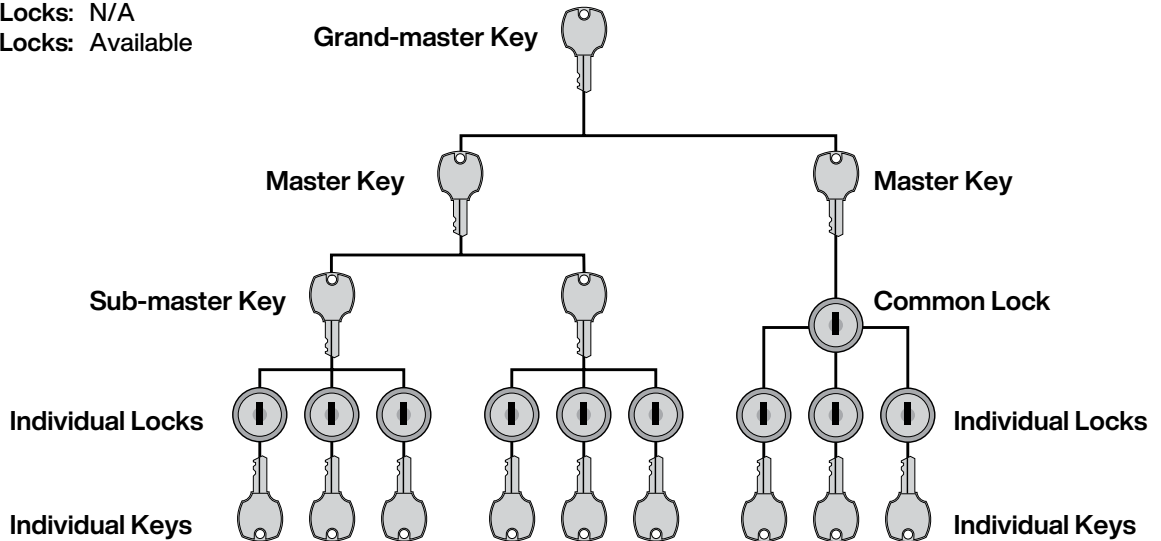 Locks: N/A
Locks: Available
Grand-master Key
Master Key
Master Key
Sub-master Key
Common Lock
Individual Locks
Individual Locks
Individual Keys
Individual Keys